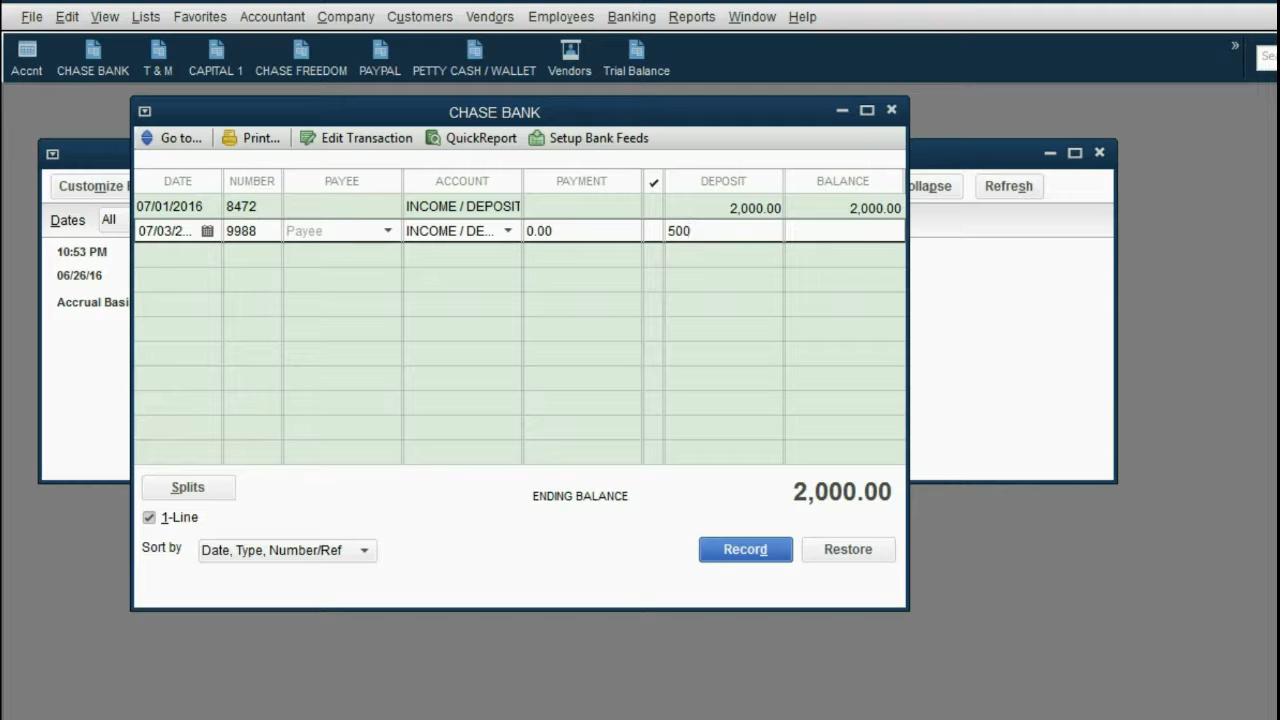 File Edit View Lists Favorites Accountant Company Customers Vendors Employees Banking Reports Window Help
Accnt CHASE BANK T & M CAPITAL 1 CHASE FREEDOM PAYPAL PETTY CASH / WALLET Vendors Trial Balance » Se
CHASE BANK
Go to... Print... Edit Transaction QuickReport Setup Bank Feeds
DATE NUMBER PAYEE ACCOUNT PAYMENT ✓ DEPOSIT BALANCE
07/01/2016 8472 INCOME / DEPOSIT 2,000.00 2,000.00
07/03/2... 9988 Payee INCOME / DE... 0.00 500
Customize ollapse Refresh
Dates All
10:53 PM
06/26/16
Accrual Basi
Splits ENDING BALANCE 2,000.00
1-Line
Sort by Date, Type, Number/Ref
Record Restore